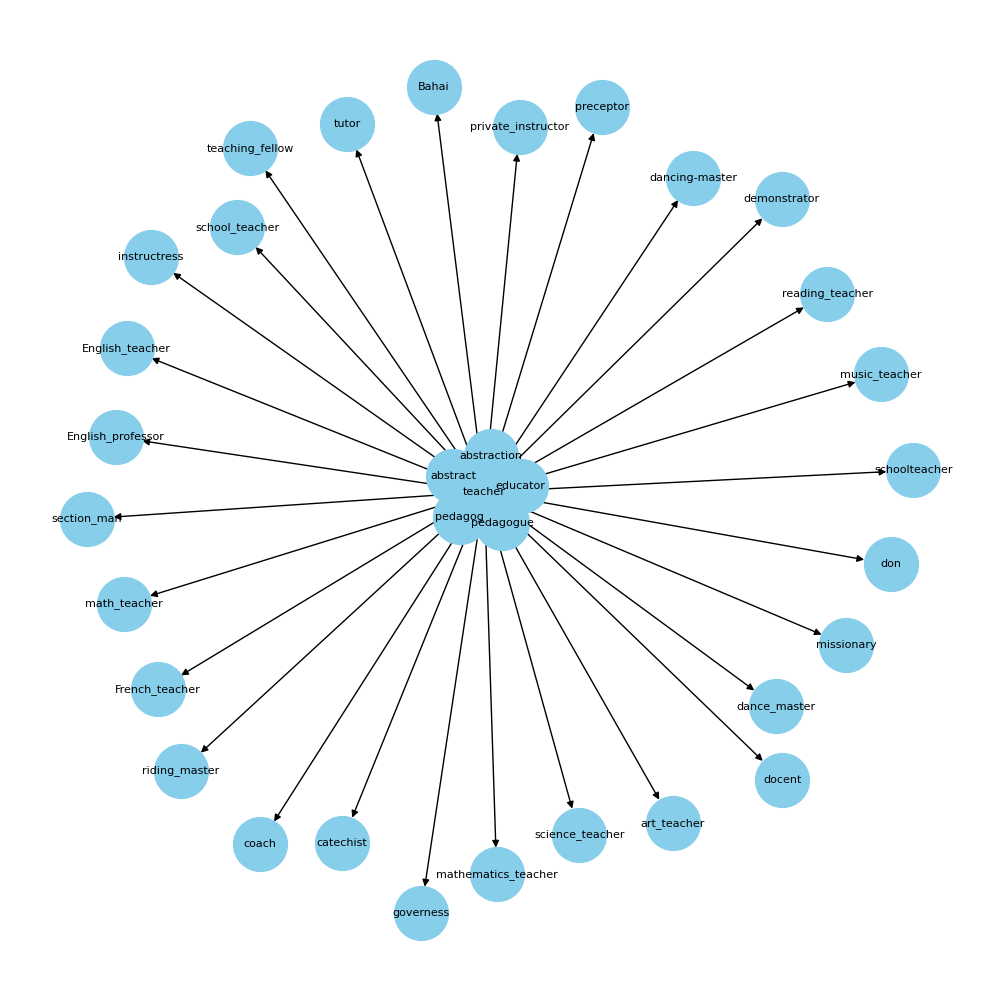 Bahai
preceptor
tutor
private_instructor
teaching_fellow
dancing-master
demonstrator
school_teacher
instructress
reading_teacher
English_teacher
music_teacher
English_professor
abstraction
schoolteacher
abstract
educator
teacher
pedagog
section_man
pedagogue
don
math_teacher
missionary
French_teacher
dance_master
riding_master
docent
art_teacher
science_teacher
coach
catechist
mathematics_teacher
governess